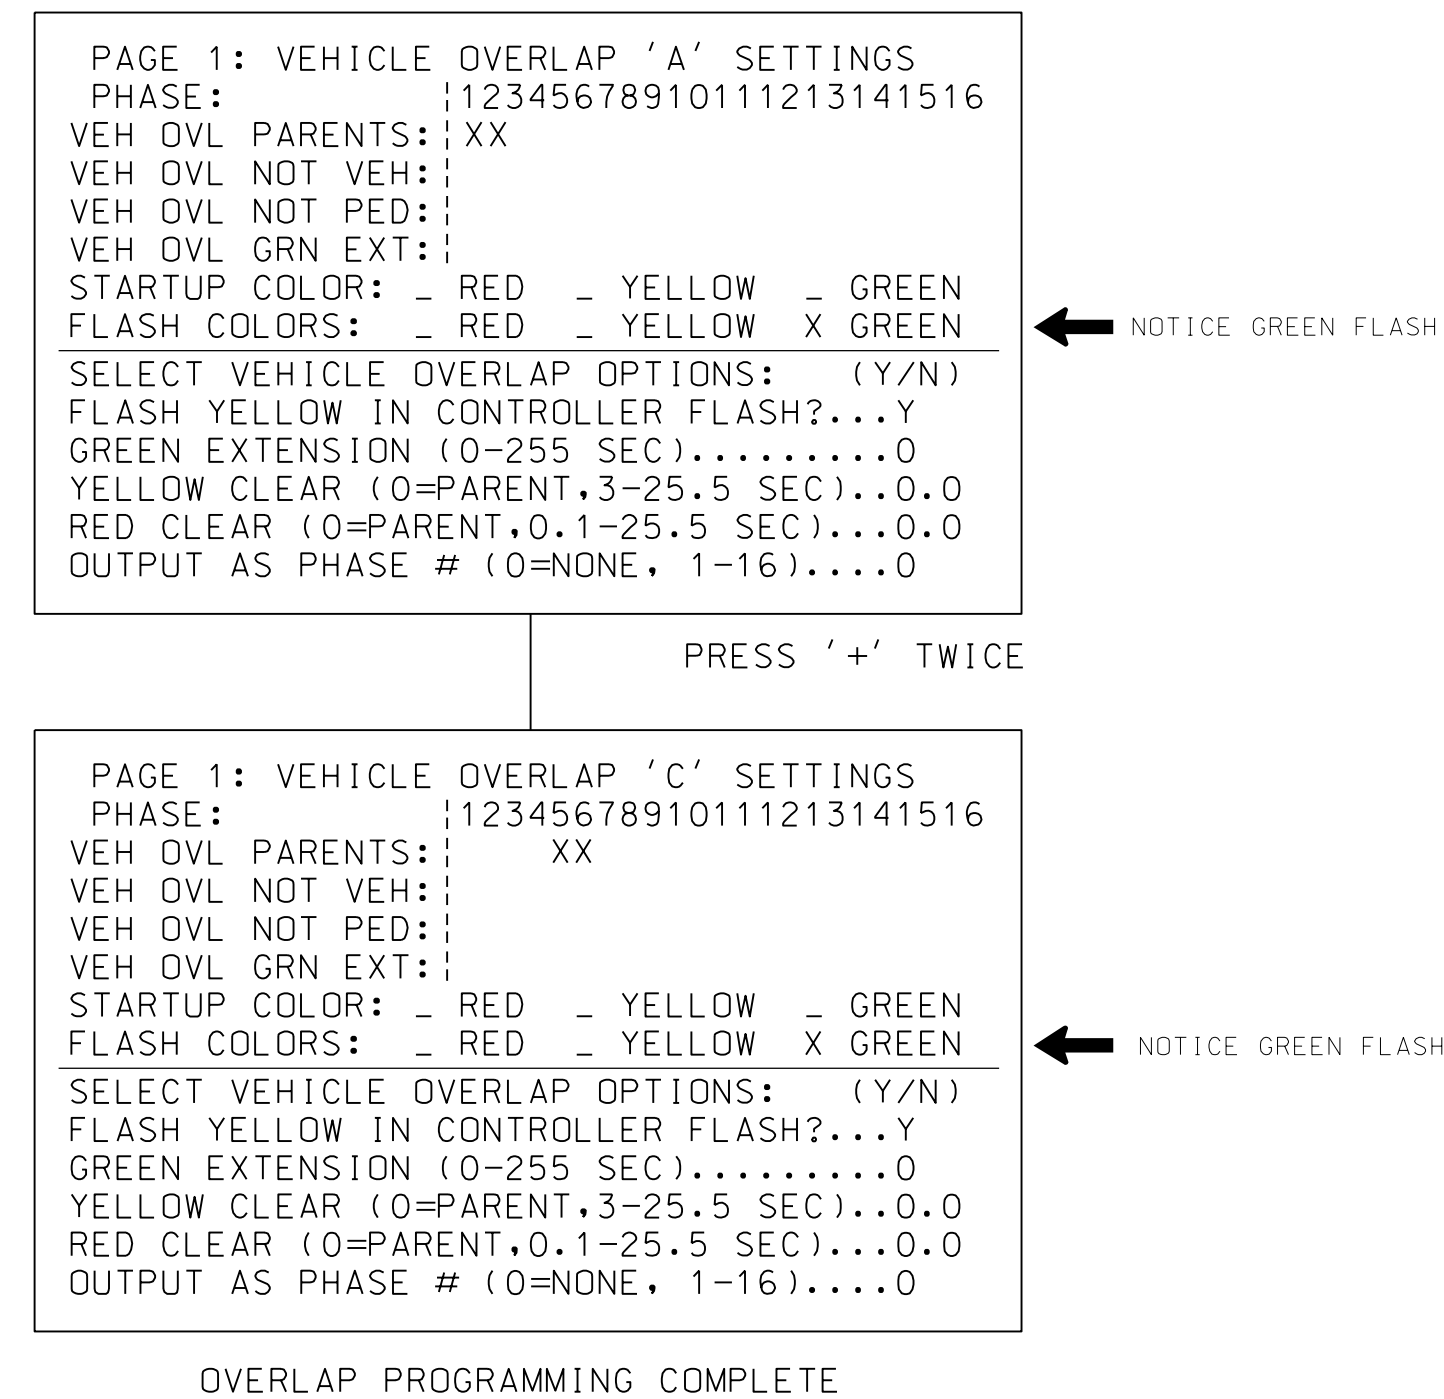 PAGE 1: VEHICLE OVERLAP 'A' SETTINGS
PHASE: 12345678910111213141516
VEH OVL PARENTS: XX
VEH OVL NOT VEH:
VEH OVL NOT PED:
VEH OVL GRN EXT:
STARTUP COLOR: _ RED _ YELLOW _ GREEN
FLASH COLORS: _ RED _ YELLOW X GREEN
NOTICE GREEN FLASH
SELECT VEHICLE OVERLAP OPTIONS: (Y/N)
FLASH YELLOW IN CONTROLLER FLASH?...Y
GREEN EXTENSION (0-255 SEC).........0
YELLOW CLEAR (0=PARENT,3-25.5 SEC)..0.0
RED CLEAR (0=PARENT,0.1-25.5 SEC)...0.0
OUTPUT AS PHASE # (0=NONE, 1-16)....0
PRESS '+' TWICE
PAGE 1: VEHICLE OVERLAP 'C' SETTINGS
PHASE: 12345678910111213141516
VEH OVL PARENTS: XX
VEH OVL NOT VEH:
VEH OVL NOT PED:
VEH OVL GRN EXT:
STARTUP COLOR: _ RED _ YELLOW _ GREEN
FLASH COLORS: _ RED _ YELLOW X GREEN
NOTICE GREEN FLASH
SELECT VEHICLE OVERLAP OPTIONS: (Y/N)
FLASH YELLOW IN CONTROLLER FLASH?...Y
GREEN EXTENSION (0-255 SEC).........0
YELLOW CLEAR (0=PARENT,3-25.5 SEC)..0.0
RED CLEAR (0=PARENT,0.1-25.5 SEC)...0.0
OUTPUT AS PHASE # (0=NONE, 1-16)....0
OVERLAP PROGRAMMING COMPLETE